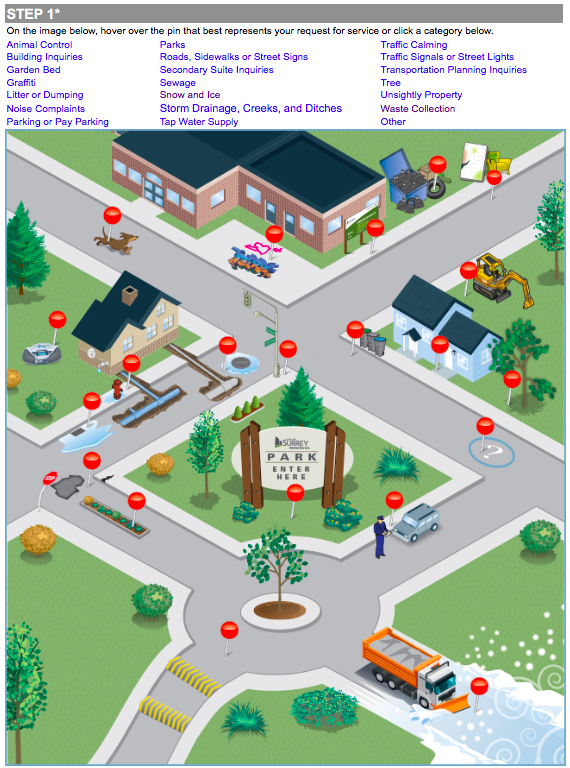 STEP 1*
On the image below, hover over the pin that best represents your request for service or click a category below.
Animal Control
Building Inquiries
Garden Bed
Graffiti
Litter or Dumping
Noise Complaints
Parking or Pay Parking
Parks
Roads, Sidewalks or Street Signs
Secondary Suite Inquiries
Sewage
Snow and Ice
Storm Drainage, Creeks, and Ditches
Tap Water Supply
Traffic Calming
Traffic Signals or Street Lights
Transportation Planning Inquiries
Tree
Unsightly Property
Waste Collection
Other
SURREY
PARK
ENTER
HERE
STOP